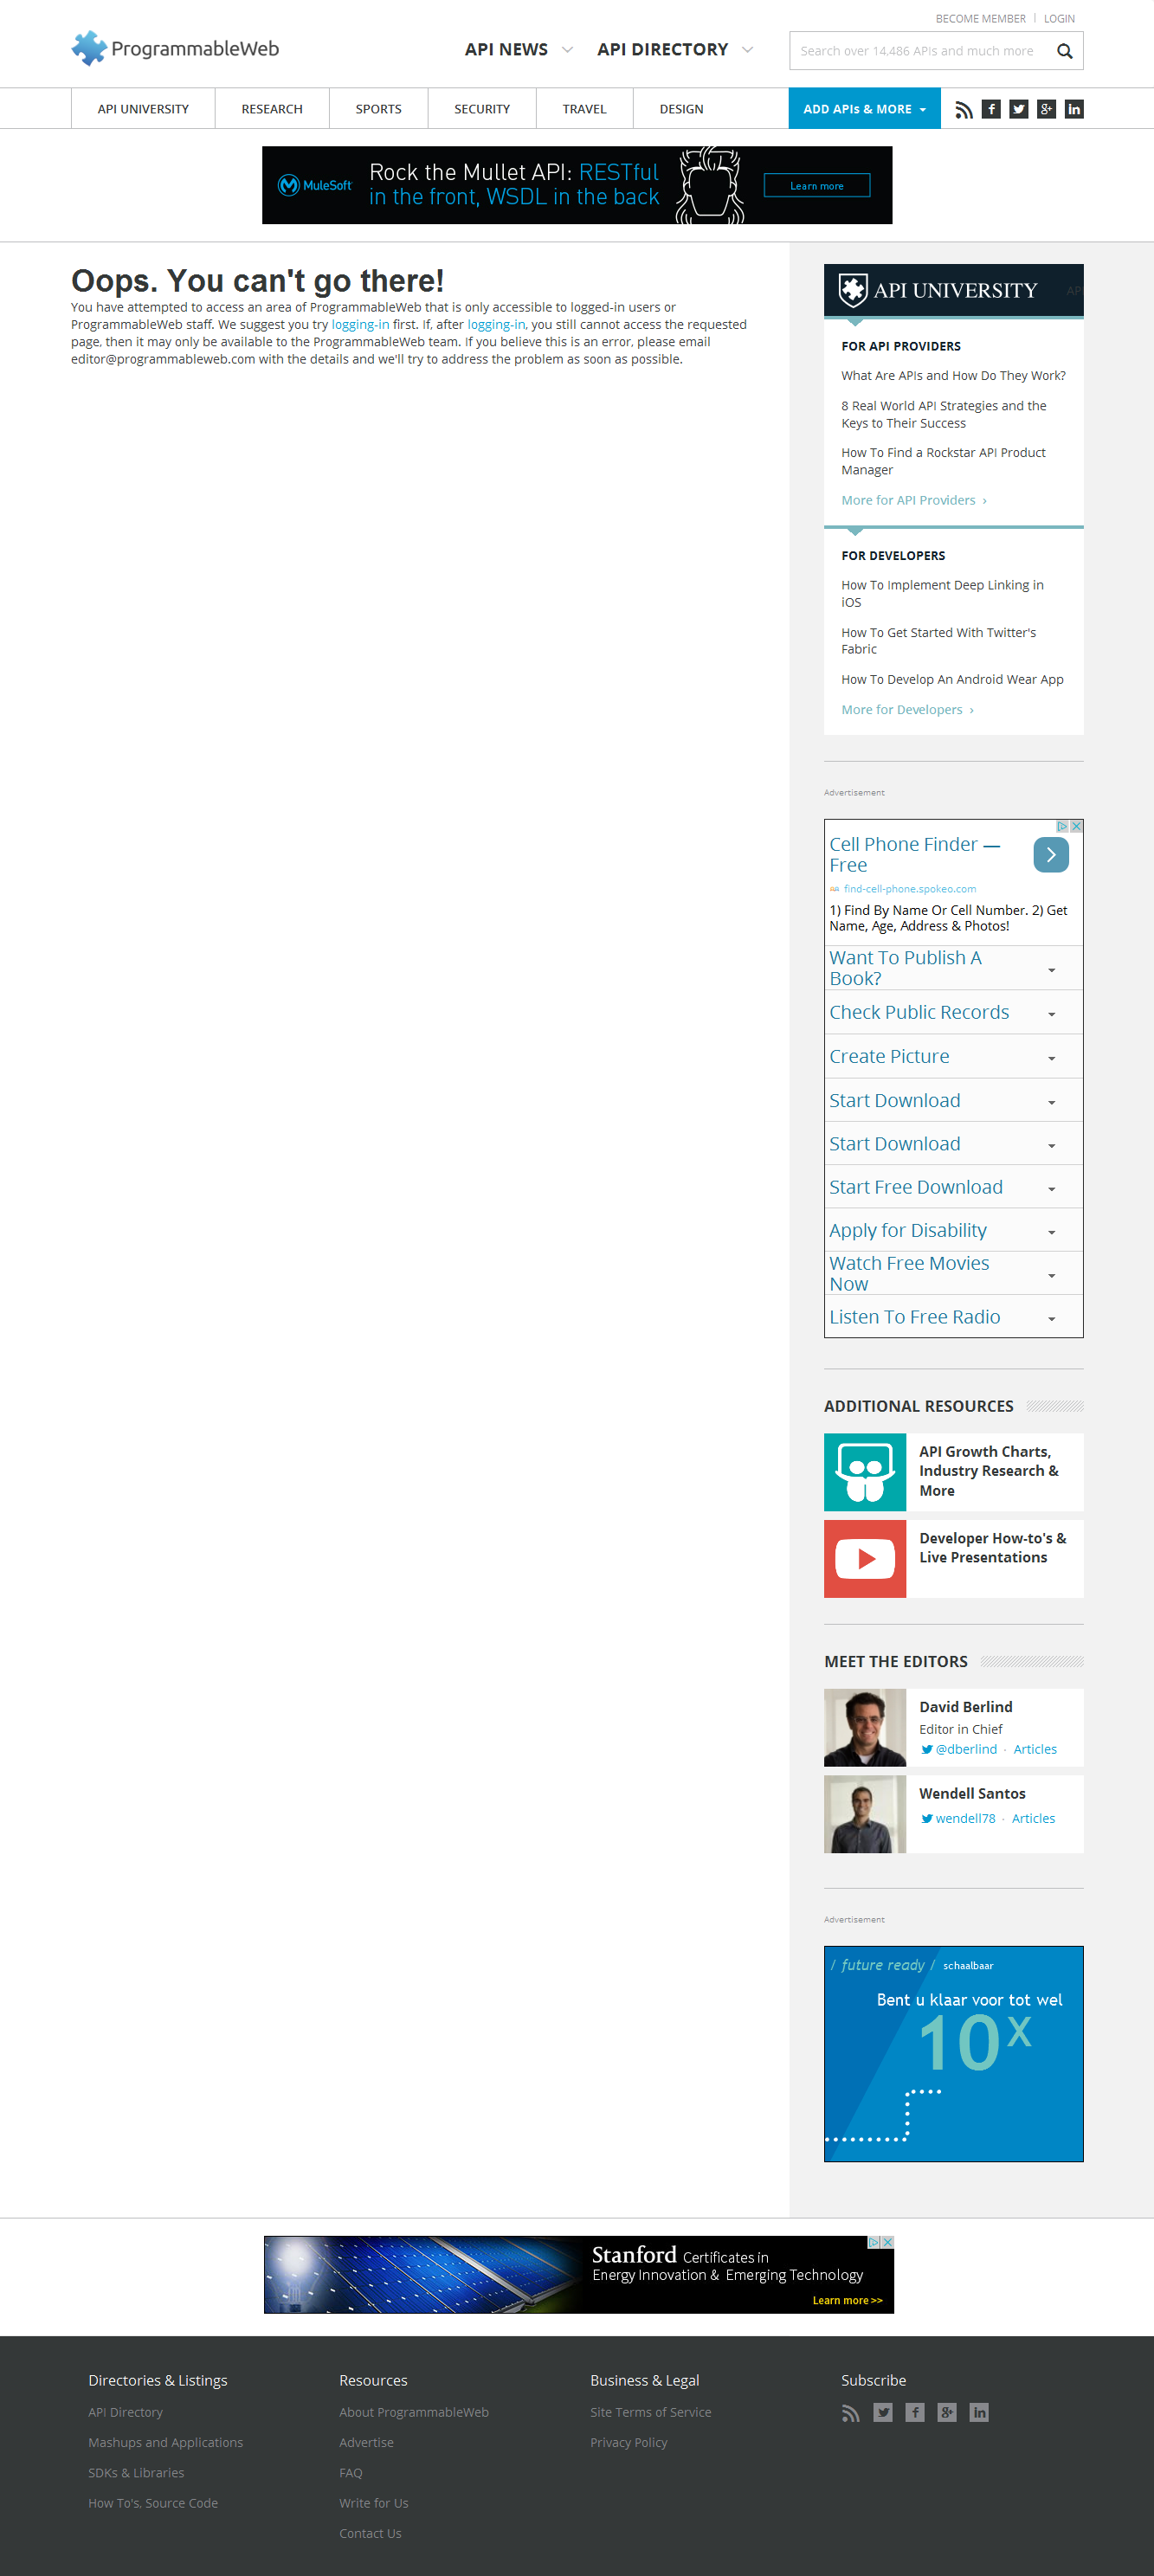 BECOME MEMBER | LOGIN
ProgrammableWeb
API NEWS
API DIRECTORY
Search over 14,486 APIs and much more
API UNIVERSITY
RESEARCH
SPORTS
SECURITY
TRAVEL
DESIGN
ADD APIs & MORE
MuleSoft
Rock the Mullet API: RESTful
in the front, WSDL in the back
Learn more
Oops. You can't go there!
You have attempted to access an area of ProgrammableWeb that is only accessible to logged-in users or
ProgrammableWeb staff. We suggest you try logging-in first. If, after logging-in, you still cannot access the requested
page, then it may only be available to the ProgrammableWeb team. If you believe this is an error, please email
editor@programmableweb.com with the details and we'll try to address the problem as soon as possible.
API UNIVERSITY
FOR API PROVIDERS
What Are APIs and How Do They Work?
8 Real World API Strategies and the
Keys to Their Success
How To Find a Rockstar API Product
Manager
More for API Providers ›
FOR DEVELOPERS
How To Implement Deep Linking in
iOS
How To Get Started With Twitter's
Fabric
How To Develop An Android Wear App
More for Developers ›
Advertisement
Cell Phone Finder —
Free
find-cell-phone.spokeo.com
1) Find By Name Or Cell Number. 2) Get
Name, Age, Address & Photos!
Want To Publish A
Book?
Check Public Records
Create Picture
Start Download
Start Download
Start Free Download
Apply for Disability
Watch Free Movies
Now
Listen To Free Radio
ADDITIONAL RESOURCES
API Growth Charts,
Industry Research &
More
Developer How-to's &
Live Presentations
MEET THE EDITORS
David Berlind
Editor in Chief
@dberlind · Articles
Wendell Santos
wendell78 · Articles
Advertisement
/ future ready / schaalbaar
Bent u klaar voor tot wel
10x
Stanford Certificates in
Energy Innovation & Emerging Technology
Learn more >>
Directories & Listings
API Directory
Mashups and Applications
SDKs & Libraries
How To's, Source Code
Resources
About ProgrammableWeb
Advertise
FAQ
Write for Us
Contact Us
Business & Legal
Site Terms of Service
Privacy Policy
Subscribe